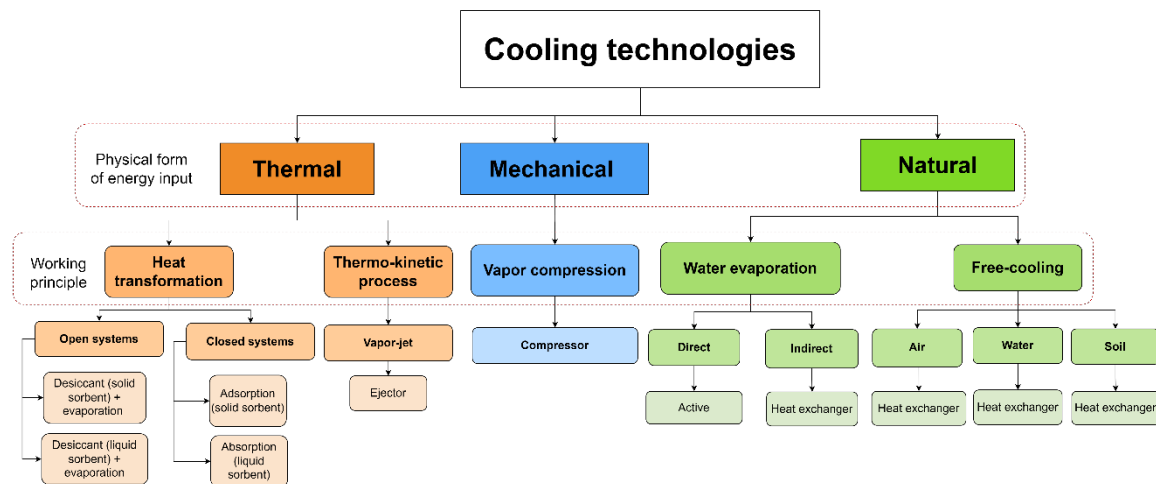 Cooling technologies
Physical form
of energy input
Thermal
Mechanical
Natural
Working
principle
Heat
transformation
Thermo-kinetic
process
Vapor compression
Water evaporation
Free-cooling
Open systems
Closed systems
Vapor-jet
Compressor
Direct
Indirect
Air
Water
Soil
Desiccant (solid
sorbent) +
evaporation
Adsorption
(solid sorbent)
Ejector
Active
Heat exchanger
Heat exchanger
Heat exchanger
Heat exchanger
Desiccant (liquid
sorbent) +
evaporation
Absorption
(liquid
sorbent)